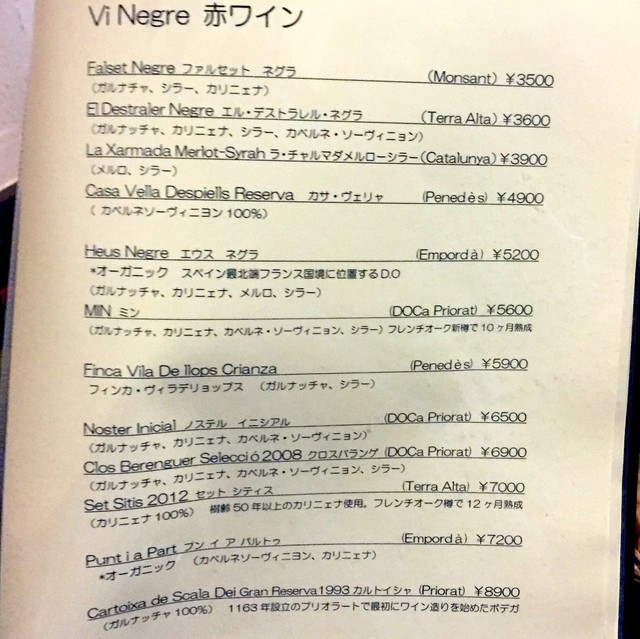 Vi Negre 赤ワイン
Falset Negre ファルセット ネグラ (Monsant) ¥3500
(ガルナチャ、シラー、カリニェナ)
El Destraler Negre エル・デストラレル・ネグラ (Terra Alta) ¥3600
(ガルナッチャ、カリニェナ、シラー、カベルネ・ソーヴィニョン)
La Xarmada Merlot-Syrah ラ・チャルマダメルローシラー (Catalunya) ¥3900
(メルロ、シラー)
Casa Vella Despiells Reserva カサ・ヴェリャ (Penedès) ¥4900
( カベルネソーヴィニヨン 100%)
Heus Negre エウス ネグラ (Empordà) ¥5200
*オーガニック スペイン最北端フランス国境に位置するD.O
(ガルナッチャ、カリニェナ、メルロ、シラー)
MIN ミン (DOCa Priorat) ¥5600
(ガルナッチャ、カリニェナ、カベルネ・ソーヴィニョン、シラー) フレンチオーク新樽で 10 ヶ月熟成
Finca Vila De llops Crianza (Penedès) ¥5900
フィンカ・ヴィラデリョップス (ガルナッチャ、シラー)
Noster Inicial ノステル イニシアル (DOCa Priorat) ¥6500
(ガルナッチャ、カリニェナ、カベルネ・ソーヴィニョン)
Clos Berenguer Selecció 2008 クロスバランゲ (DOCa Priorat) ¥6900
(ガルナッチャ、カリニェナ、カベルネ・ソーヴィニョン、シラー)
Set Sitis 2012 セット シティス (Terra Alta) ¥7000
(カリニェナ 100%) 樹齢 50 年以上のカリニェナ使用。フレンチオーク樽で 12 ヶ月熟成
Punt i a Part プン イ ア パルトゥ (Empordà) ¥7200
*オーガニック (カベルネソーヴィニヨン、カリニェナ)
Cartoixa de Scala Dei Gran Reserva 1993 カルトイシャ (Priorat) ¥8900
(ガルナッチャ 100%) 1163 年設立のプリオラートで最初にワイン造りを始めたボデガ